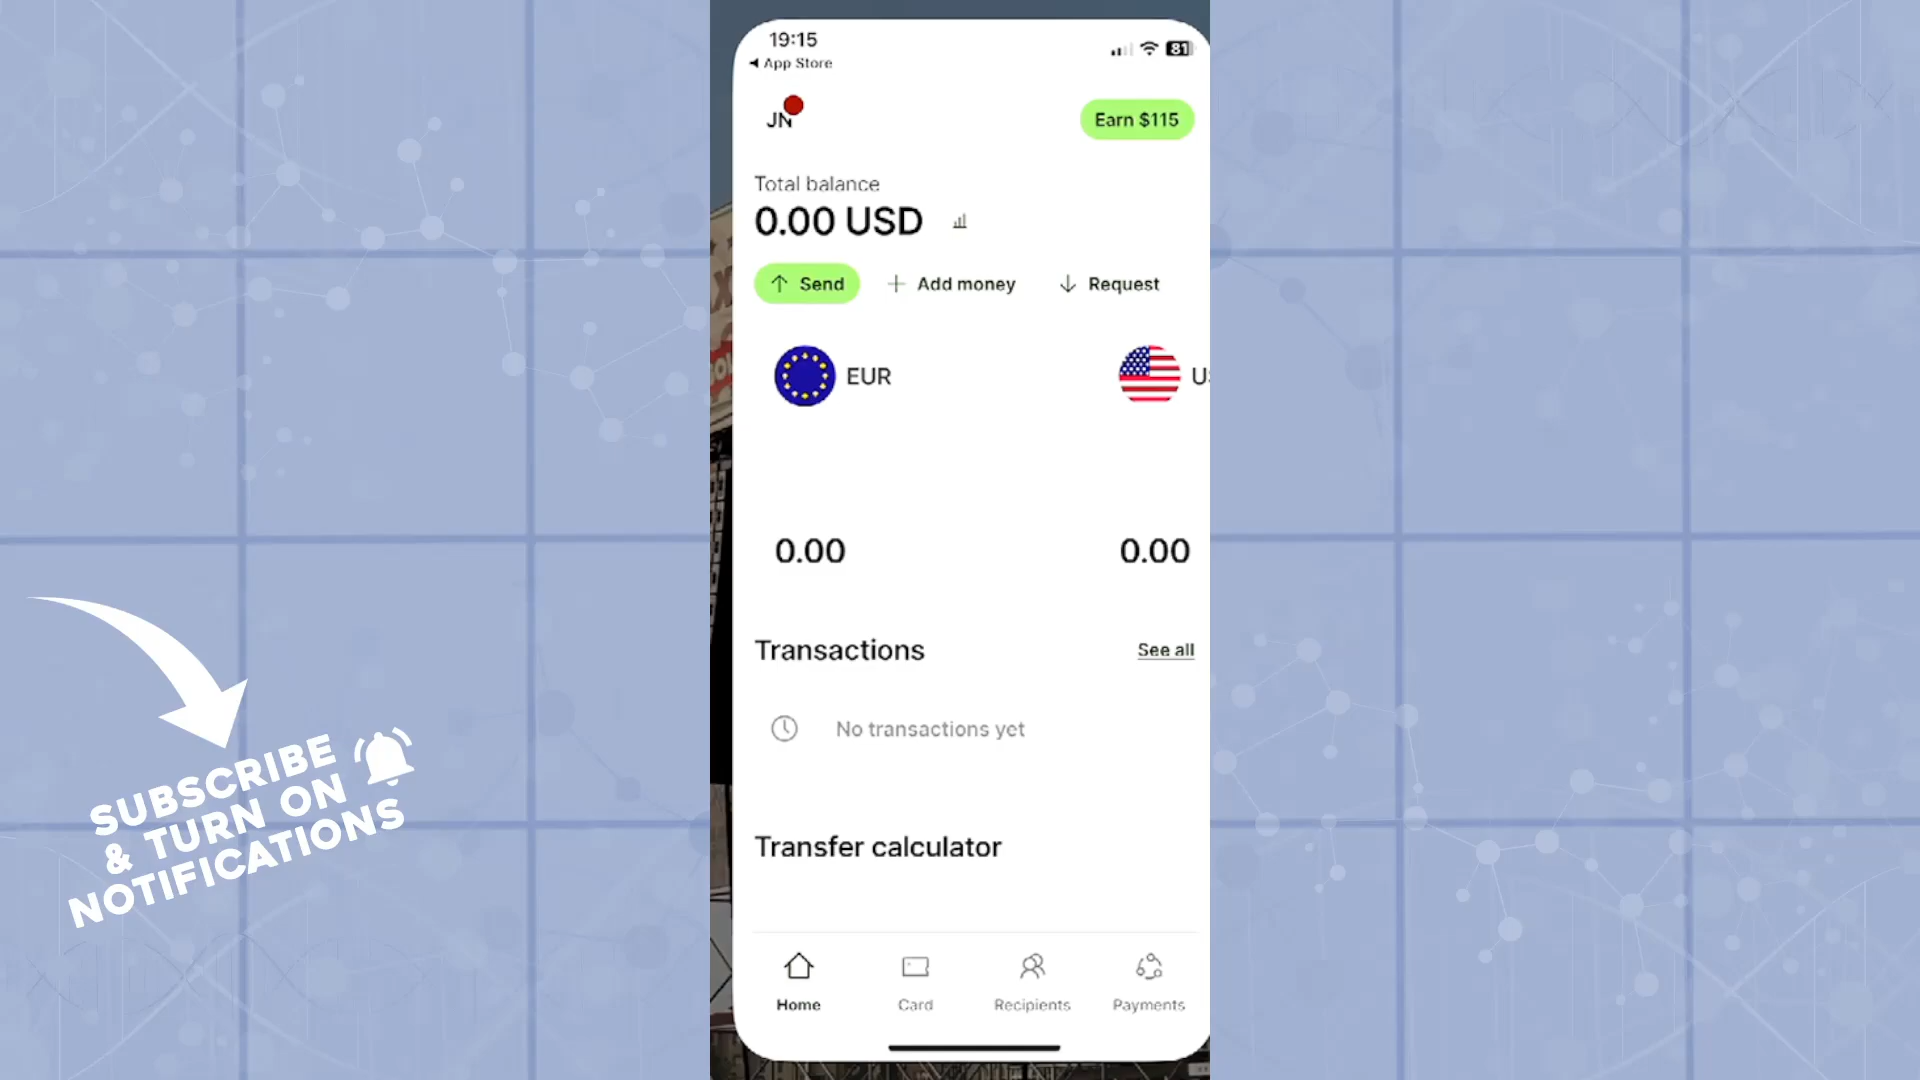 19:15
81
App Store
JN
Earn $115
Total balance
0.00 USD
Send
Add money
Request
EUR
0.00
0.00
Transactions
See all
No transactions yet
Transfer calculator
Home
Card
Recipients
Payments
SUBSCRIBE
& TURN ON
NOTIFICATIONS